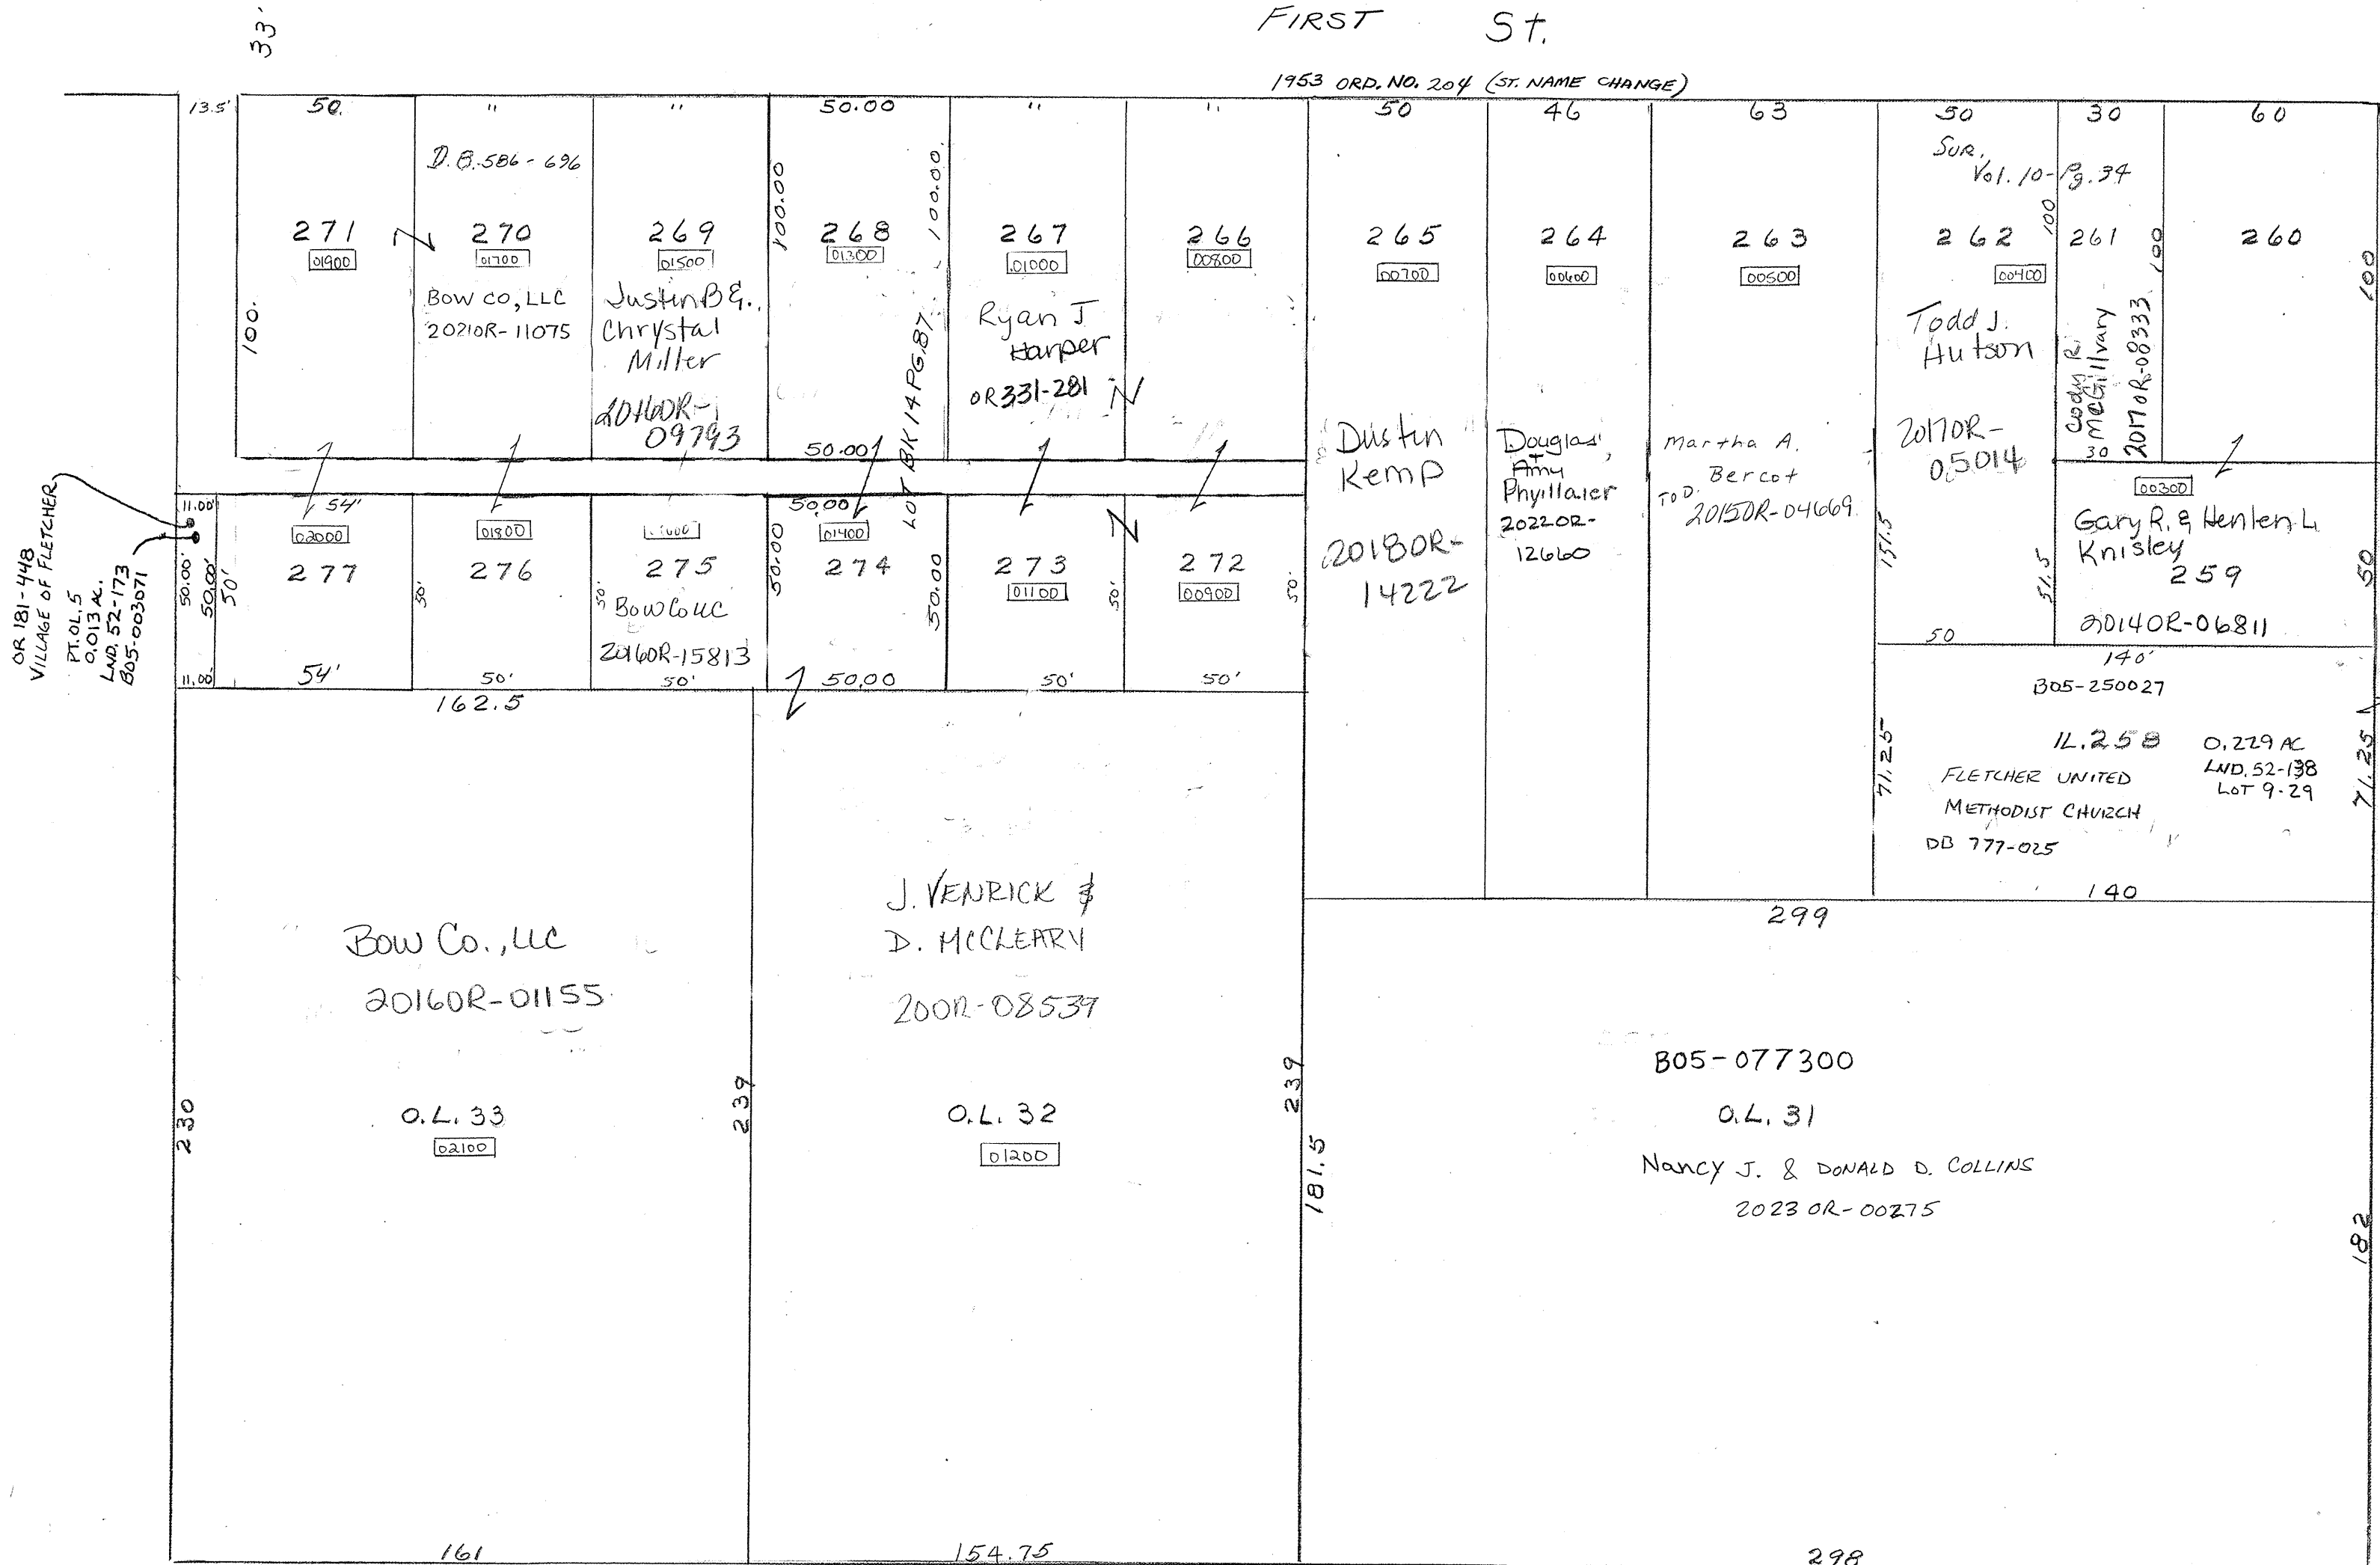 FIRST St.
33'
1953 ORD. NO. 204 (ST. NAME CHANGE)
13.5'
50.
"
"
50.00
"
"
50
46
63
50
30
60
D.B. 586-696
SUR.
Vol. 10-Pg. 34
100.00
100.00.
LOT BK 14 PG. 87
100
100
100
271
01900
100.
270
01700
BOW CO, LLC
20210R-11075
269
01500
Justin B &
Chrystal
Miller
20160R-
09793
268
01300
50.00
267
01000
Ryan J
Harper
OR 331-281
266
00800
265
00700
Dustin
Kemp
20180R-
14222
264
00600
Douglas
+
Amy
20220R-
12660
263
00500
Martha A.
Bercot
TOD.
20150R-04669
262
00400
Todd J.
Hutson
20170R-
05014
151.5
50
261
Cody R.
McGillvary
20170R-08333
30
260
00300
Gary R. & Henlen L
Knisley
259
20140R-06811
51.5
50
OR 181-448
VILLAGE OF FLETCHER
PT. OL. 5
0.013 AC.
LND. 52-173
B05-003071
11.00'
50.00'
50.00'
50'
11.00'
54'
02000
277
54'
01800
276
50'
50'
275
50'
Bow Co LLC
20160R-15813
50'
50.00
01400
274
50.00
50.00
50.00
273
01100
50'
50'
272
00900
50'
50'
140'
B05-250027
IL. 258
0.229 AC
LND. 52-138
LOT 9-29
FLETCHER UNITED
METHODIST CHURCH
DB 777-025
71.25
71.25
140
162.5
Bow Co., LLC
20160R-01155
O.L. 33
02100
230
239
161
J. VENRICK &
D. McCLEARY
200R-08539
O.L. 32
01200
239
154.75
299
B05-077300
O.L. 31
Nancy J. & DONALD D. COLLINS
2023 OR-00275
181.5
182
298